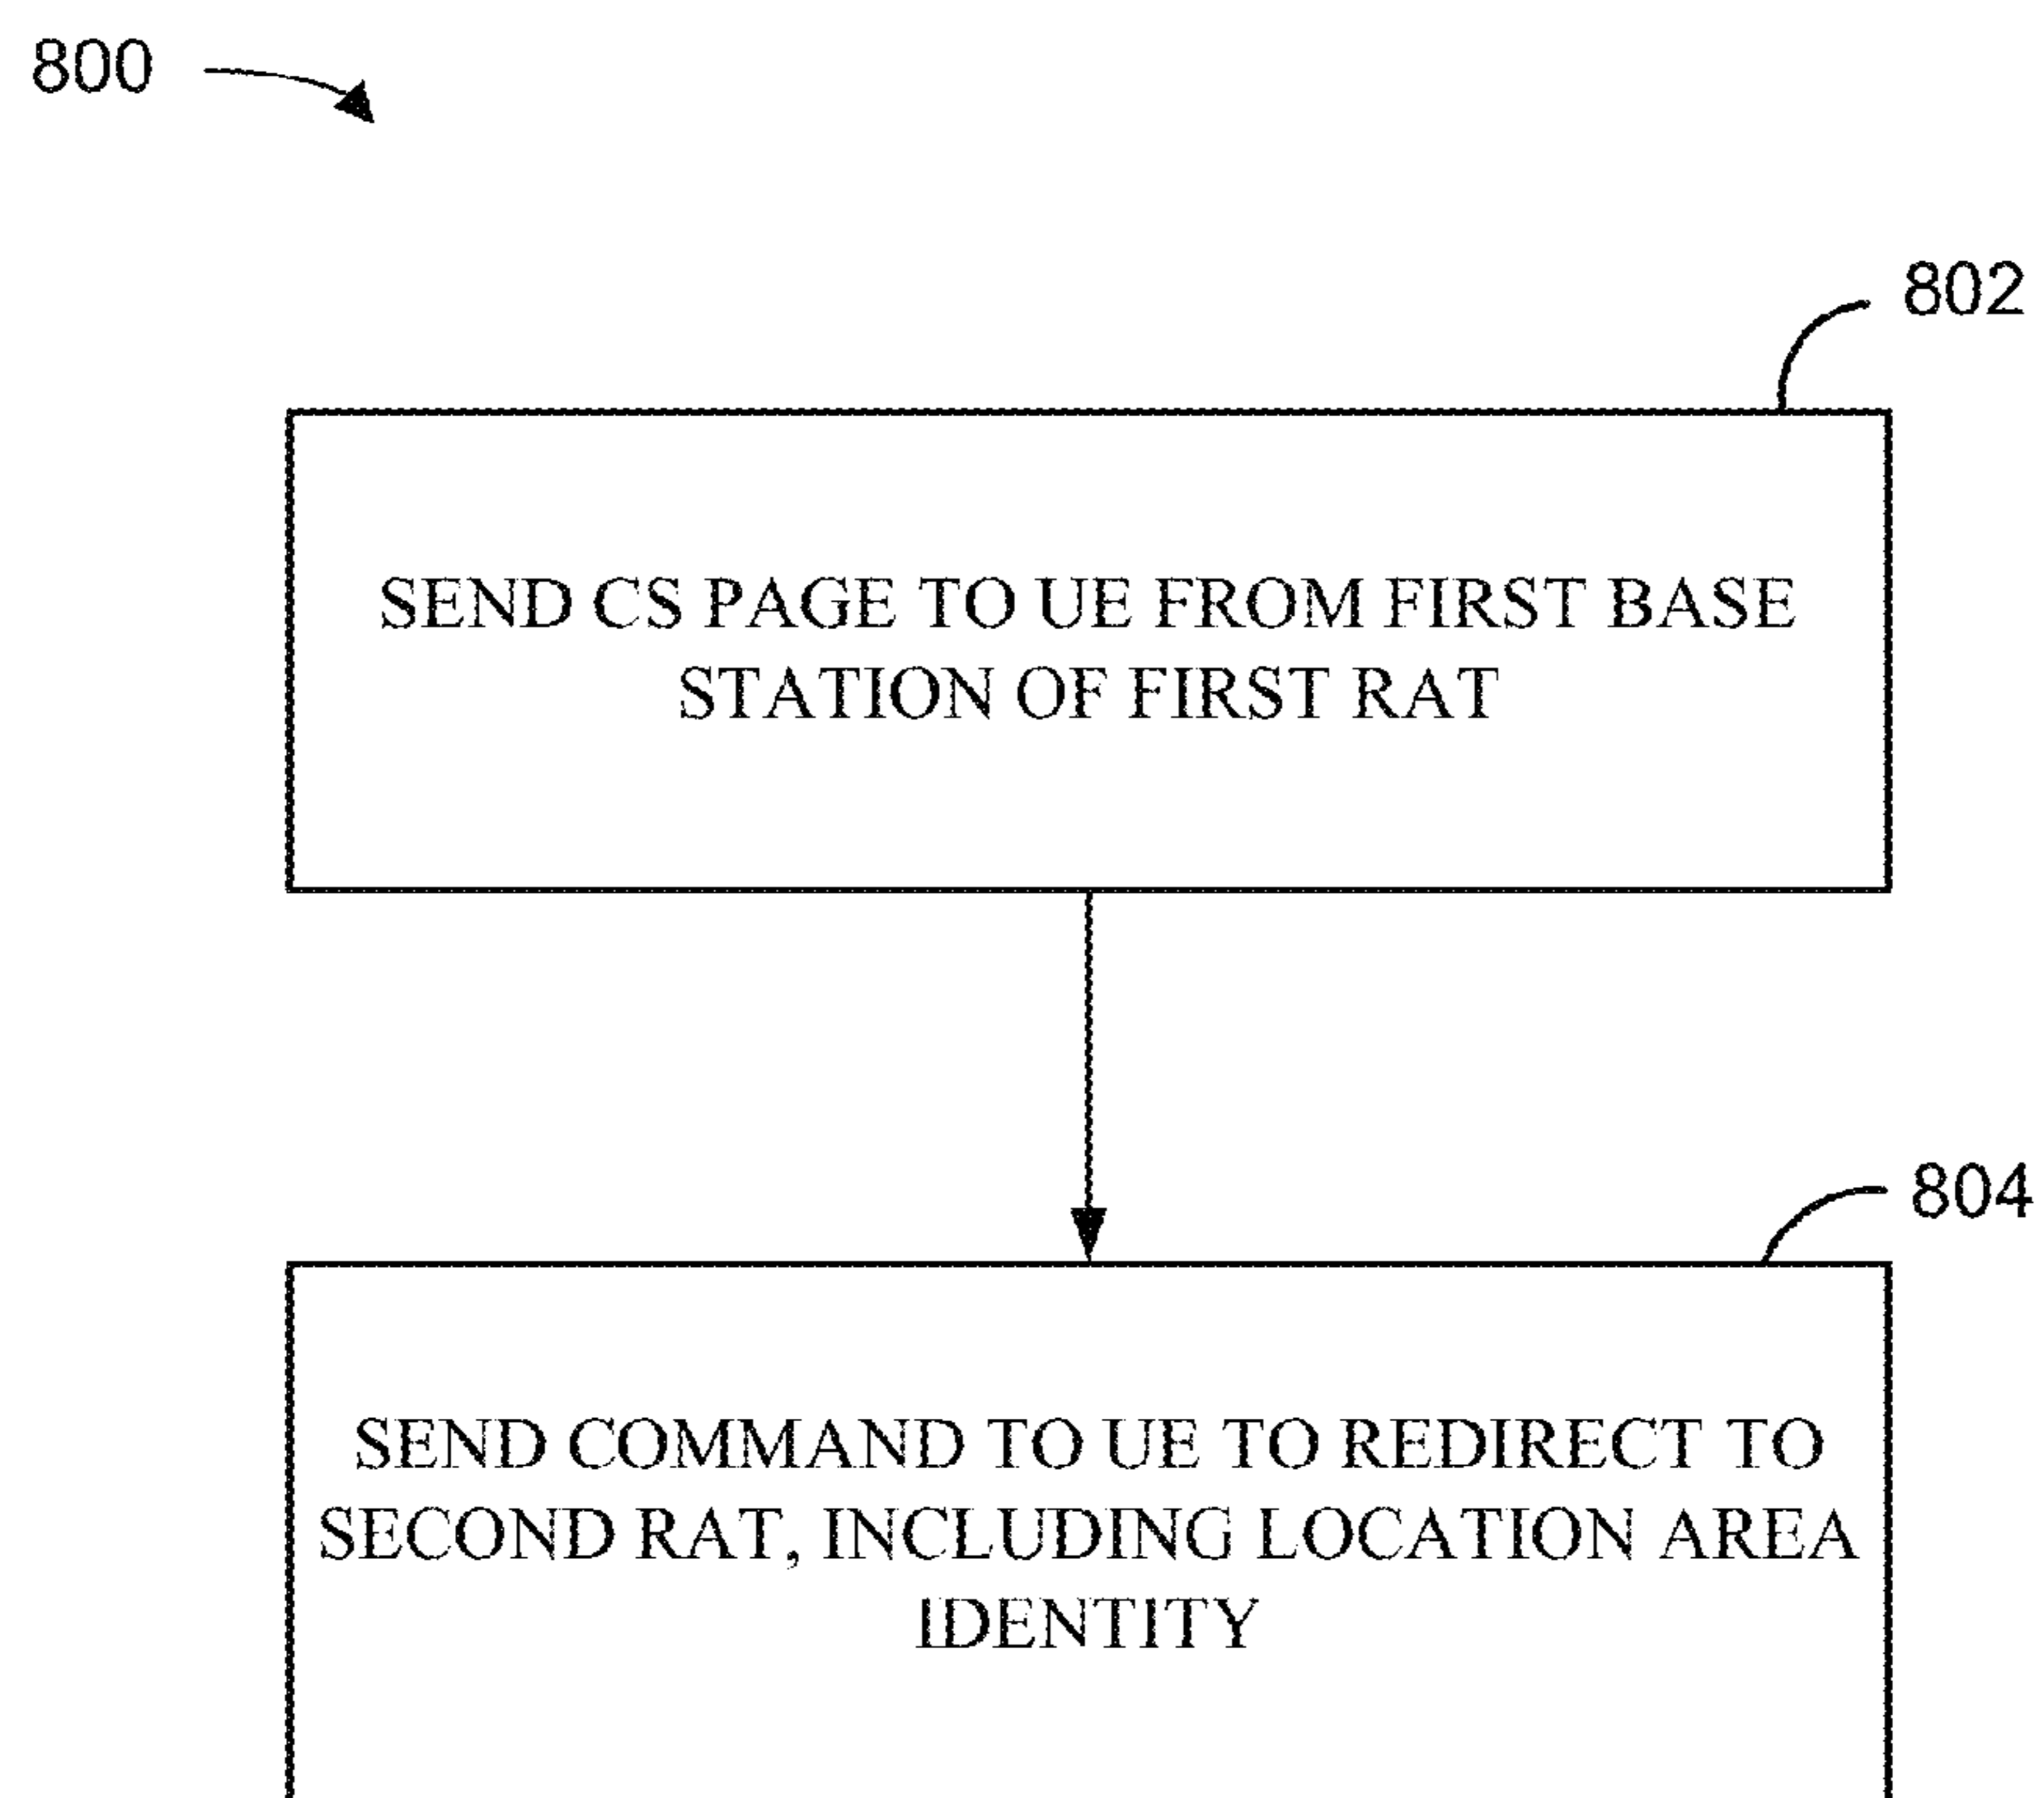 800
802
SEND CS PAGE TO UE FROM FIRST BASE
STATION OF FIRST RAT
804
SEND COMMAND TO UE TO REDIRECT TO
SECOND RAT, INCLUDING LOCATION AREA
IDENTITY